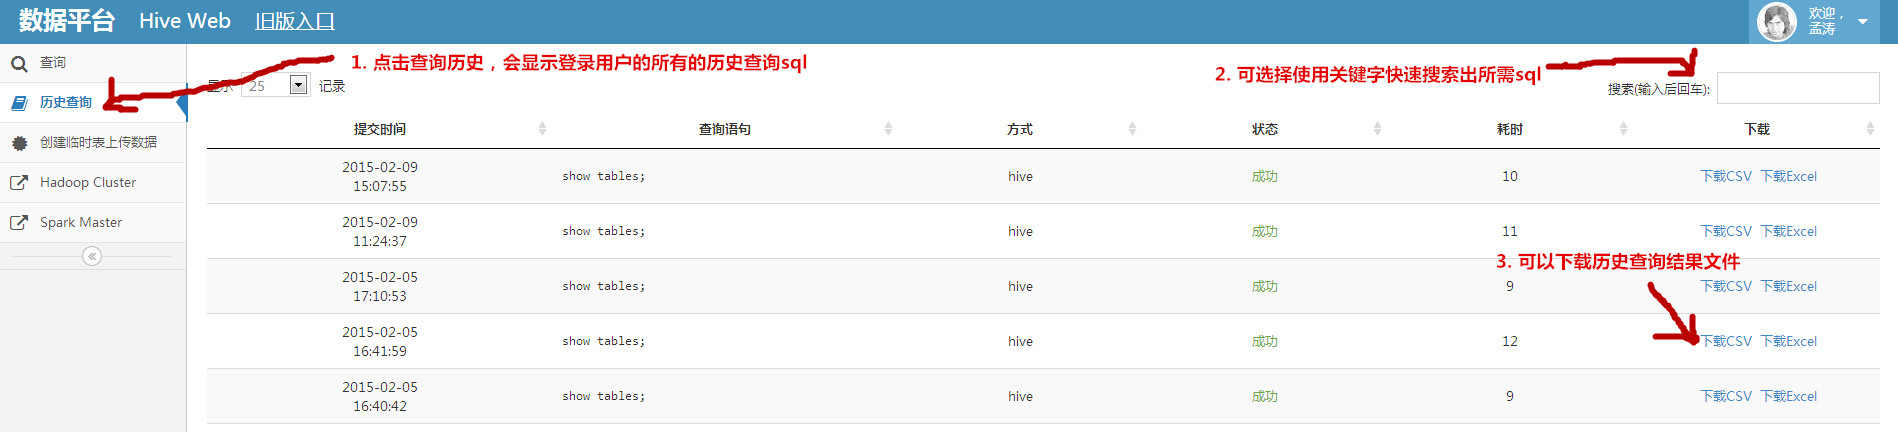 数据平台 Hive Web 旧版入口
欢迎，
孟涛
查询
历史查询
创建临时表上传数据
Hadoop Cluster
Spark Master
1. 点击查询历史，会显示登录用户的所有的历史查询sql
2. 可选择使用关键字快速搜索出所需sql
显示 25 记录
搜索(输入后回车):
提交时间 查询语句 方式 状态 耗时 下载
2015-02-09
15:07:55
show tables; hive 成功 10 下载CSV 下载Excel
2015-02-09
11:24:37
show tables; hive 成功 11 下载CSV 下载Excel
3. 可以下载历史查询结果文件
2015-02-05
17:10:53
show tables; hive 成功 9 下载CSV 下载Excel
2015-02-05
16:41:59
show tables; hive 成功 12 下载CSV 下载Excel
2015-02-05
16:40:42
show tables; hive 成功 9 下载CSV 下载Excel